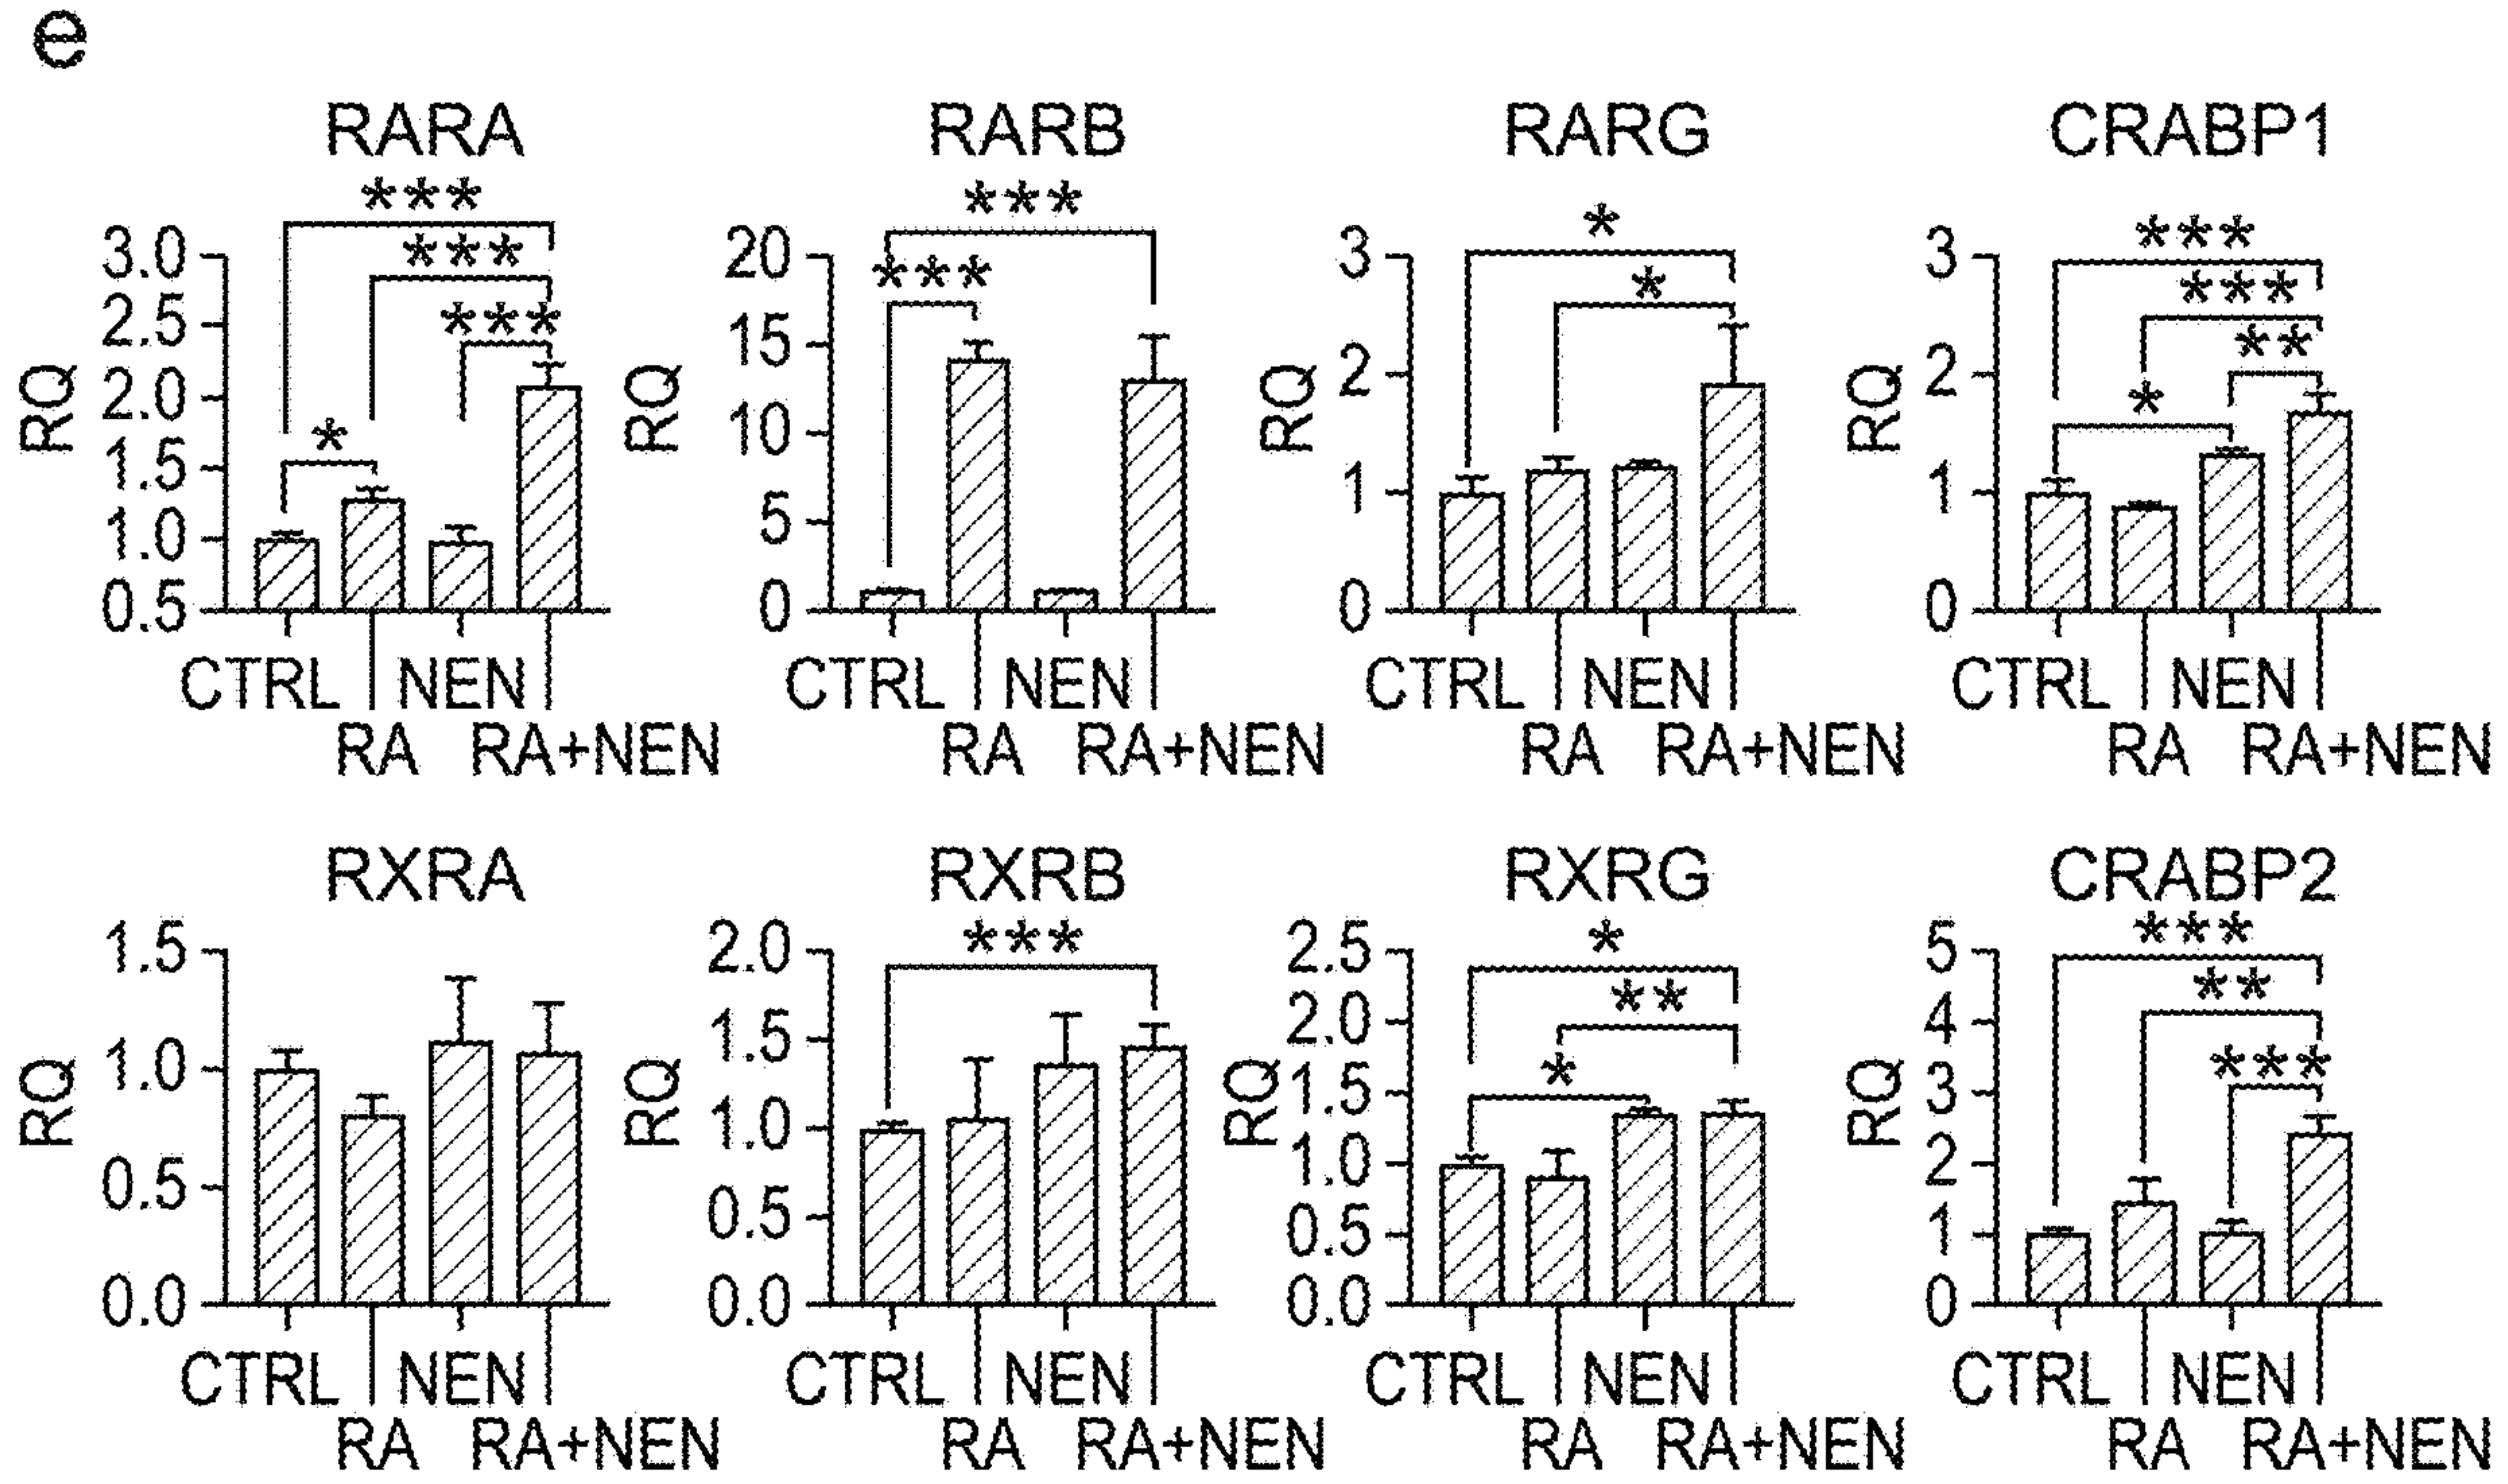 e
RARA RARB RARG CRABP1
*** *** * ***
3.0 *** 20 *** 3 * 3 ***
2.5 *** 15 2 2 **
RQ 2.0 RQ 10 RQ RQ *
1.5 * 5 1 1
1.0 0 0 0
0.5
CTRL NEN CTRL NEN CTRL NEN CTRL NEN
RA RA+NEN RA RA+NEN RA RA+NEN RA RA+NEN
RXRA RXRB RXRG CRABP2
1.5 2.0 *** 2.5 * 5 ***
1.0 1.5 2.0 ** 4 **
RQ 0.5 RQ 1.0 RQ 1.5 * RQ 3 ***
0.0 0.5 1.0 2
0.0 0.5 1
0.0 0
CTRL NEN CTRL NEN CTRL NEN CTRL NEN
RA RA+NEN RA RA+NEN RA RA+NEN RA RA+NEN